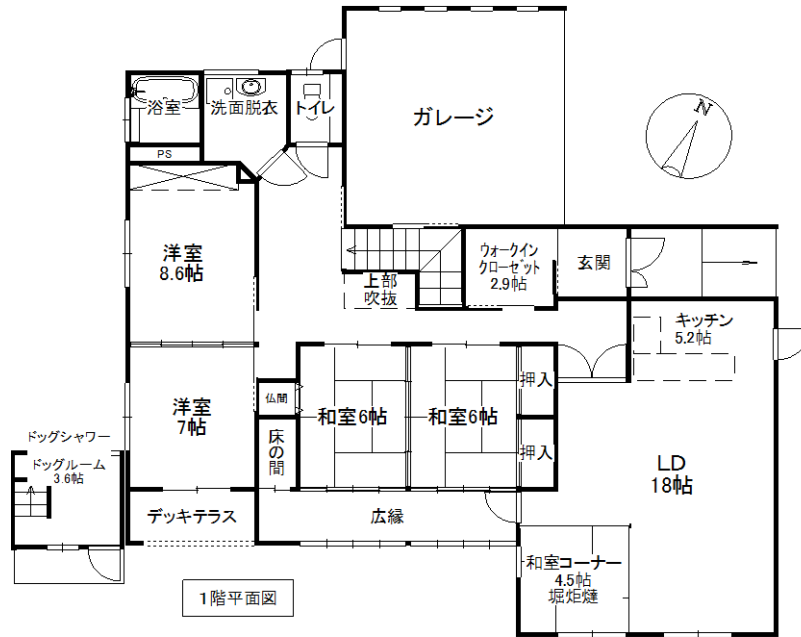 浴室
洗面脱衣
トイレ
PS
ガレージ
N
洋室
8.6帖
上部
吹抜
ウォークイン
クローゼット
2.9帖
玄関
キッチン
5.2帖
洋室
7帖
仏間
和室6帖
和室6帖
押入
押入
床の間
LD
18帖
ドッグシャワー
ドッグルーム
3.6帖
デッキテラス
広縁
和室コーナー
4.5帖
堀炬燵
1階平面図